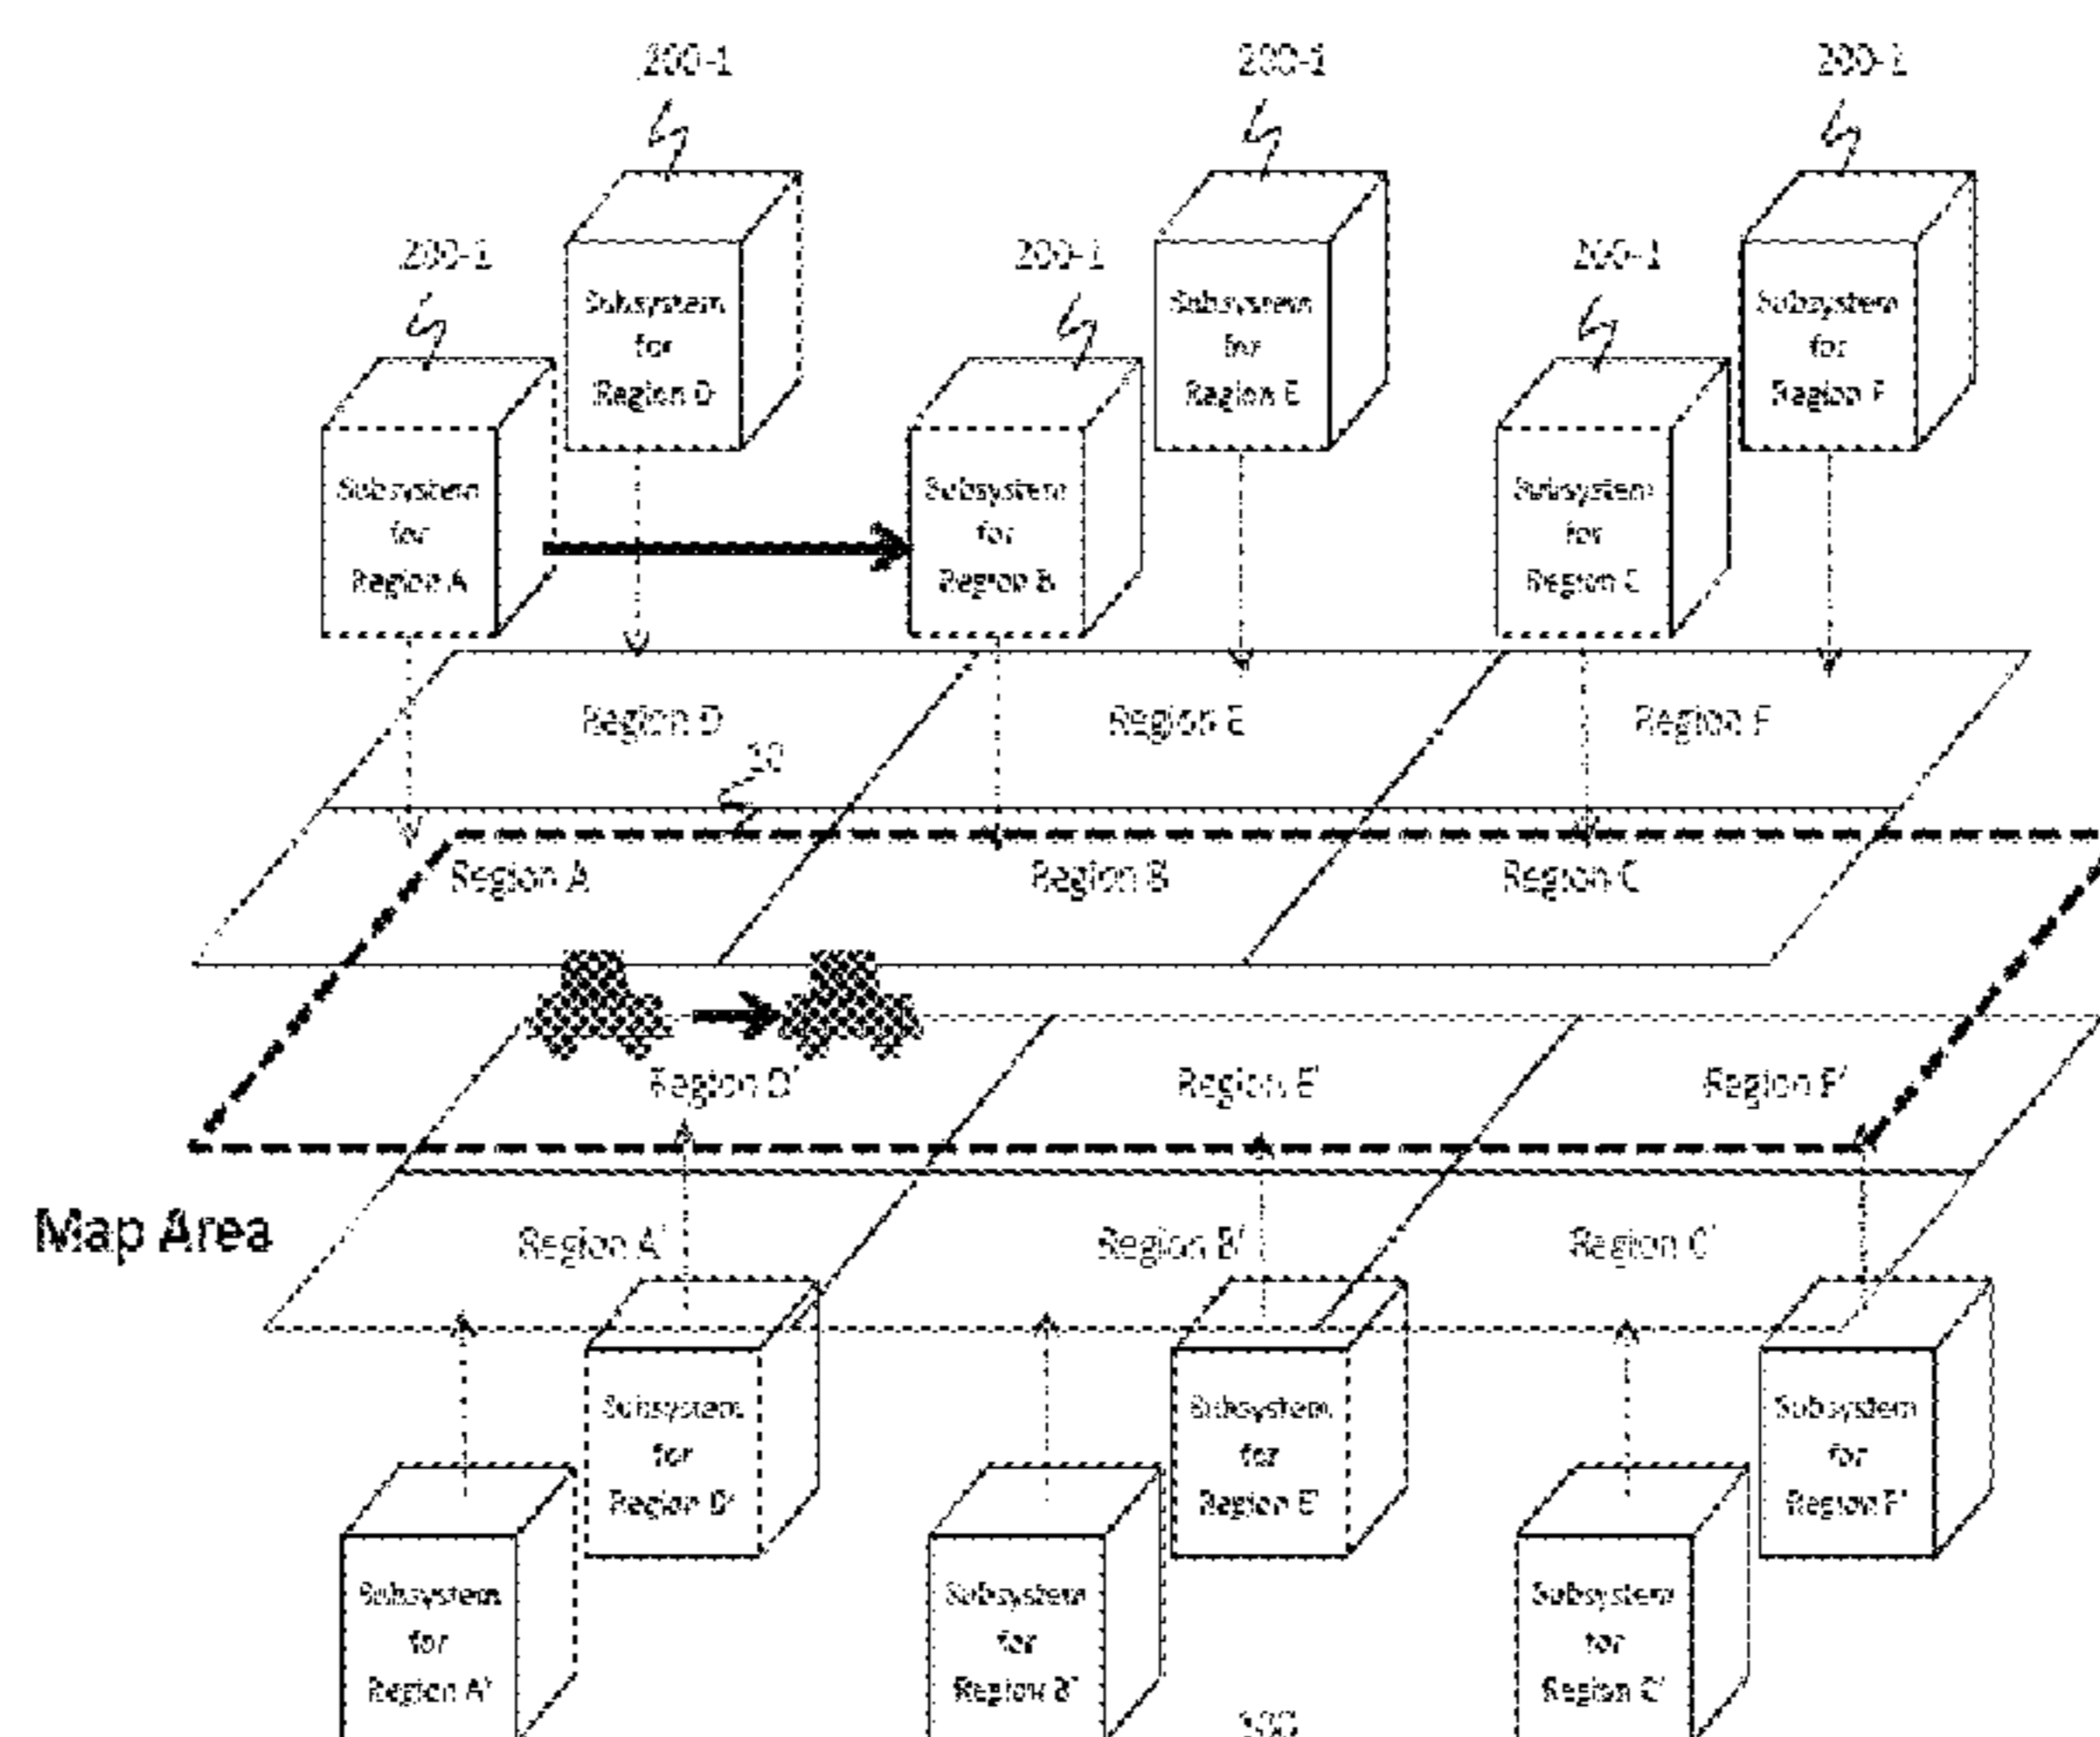 200-1
200-1
200-1
200-1
200-1
200-1
Subsystem
for
Region D
Subsystem
for
Region E
Subsystem
for
Region F
Subsystem
for
Region A
Subsystem
for
Region B
Subsystem
for
Region C
Region D
Region E
Region F
10
Region A
Region B
Region C
Region D'
Region E'
Region F'
Map Area
Region A'
Region B'
Region C'
Subsystem
for
Region D'
Subsystem
for
Region E'
Subsystem
for
Region F'
Subsystem
for
Region A'
Subsystem
for
Region B'
Subsystem
for
Region C'